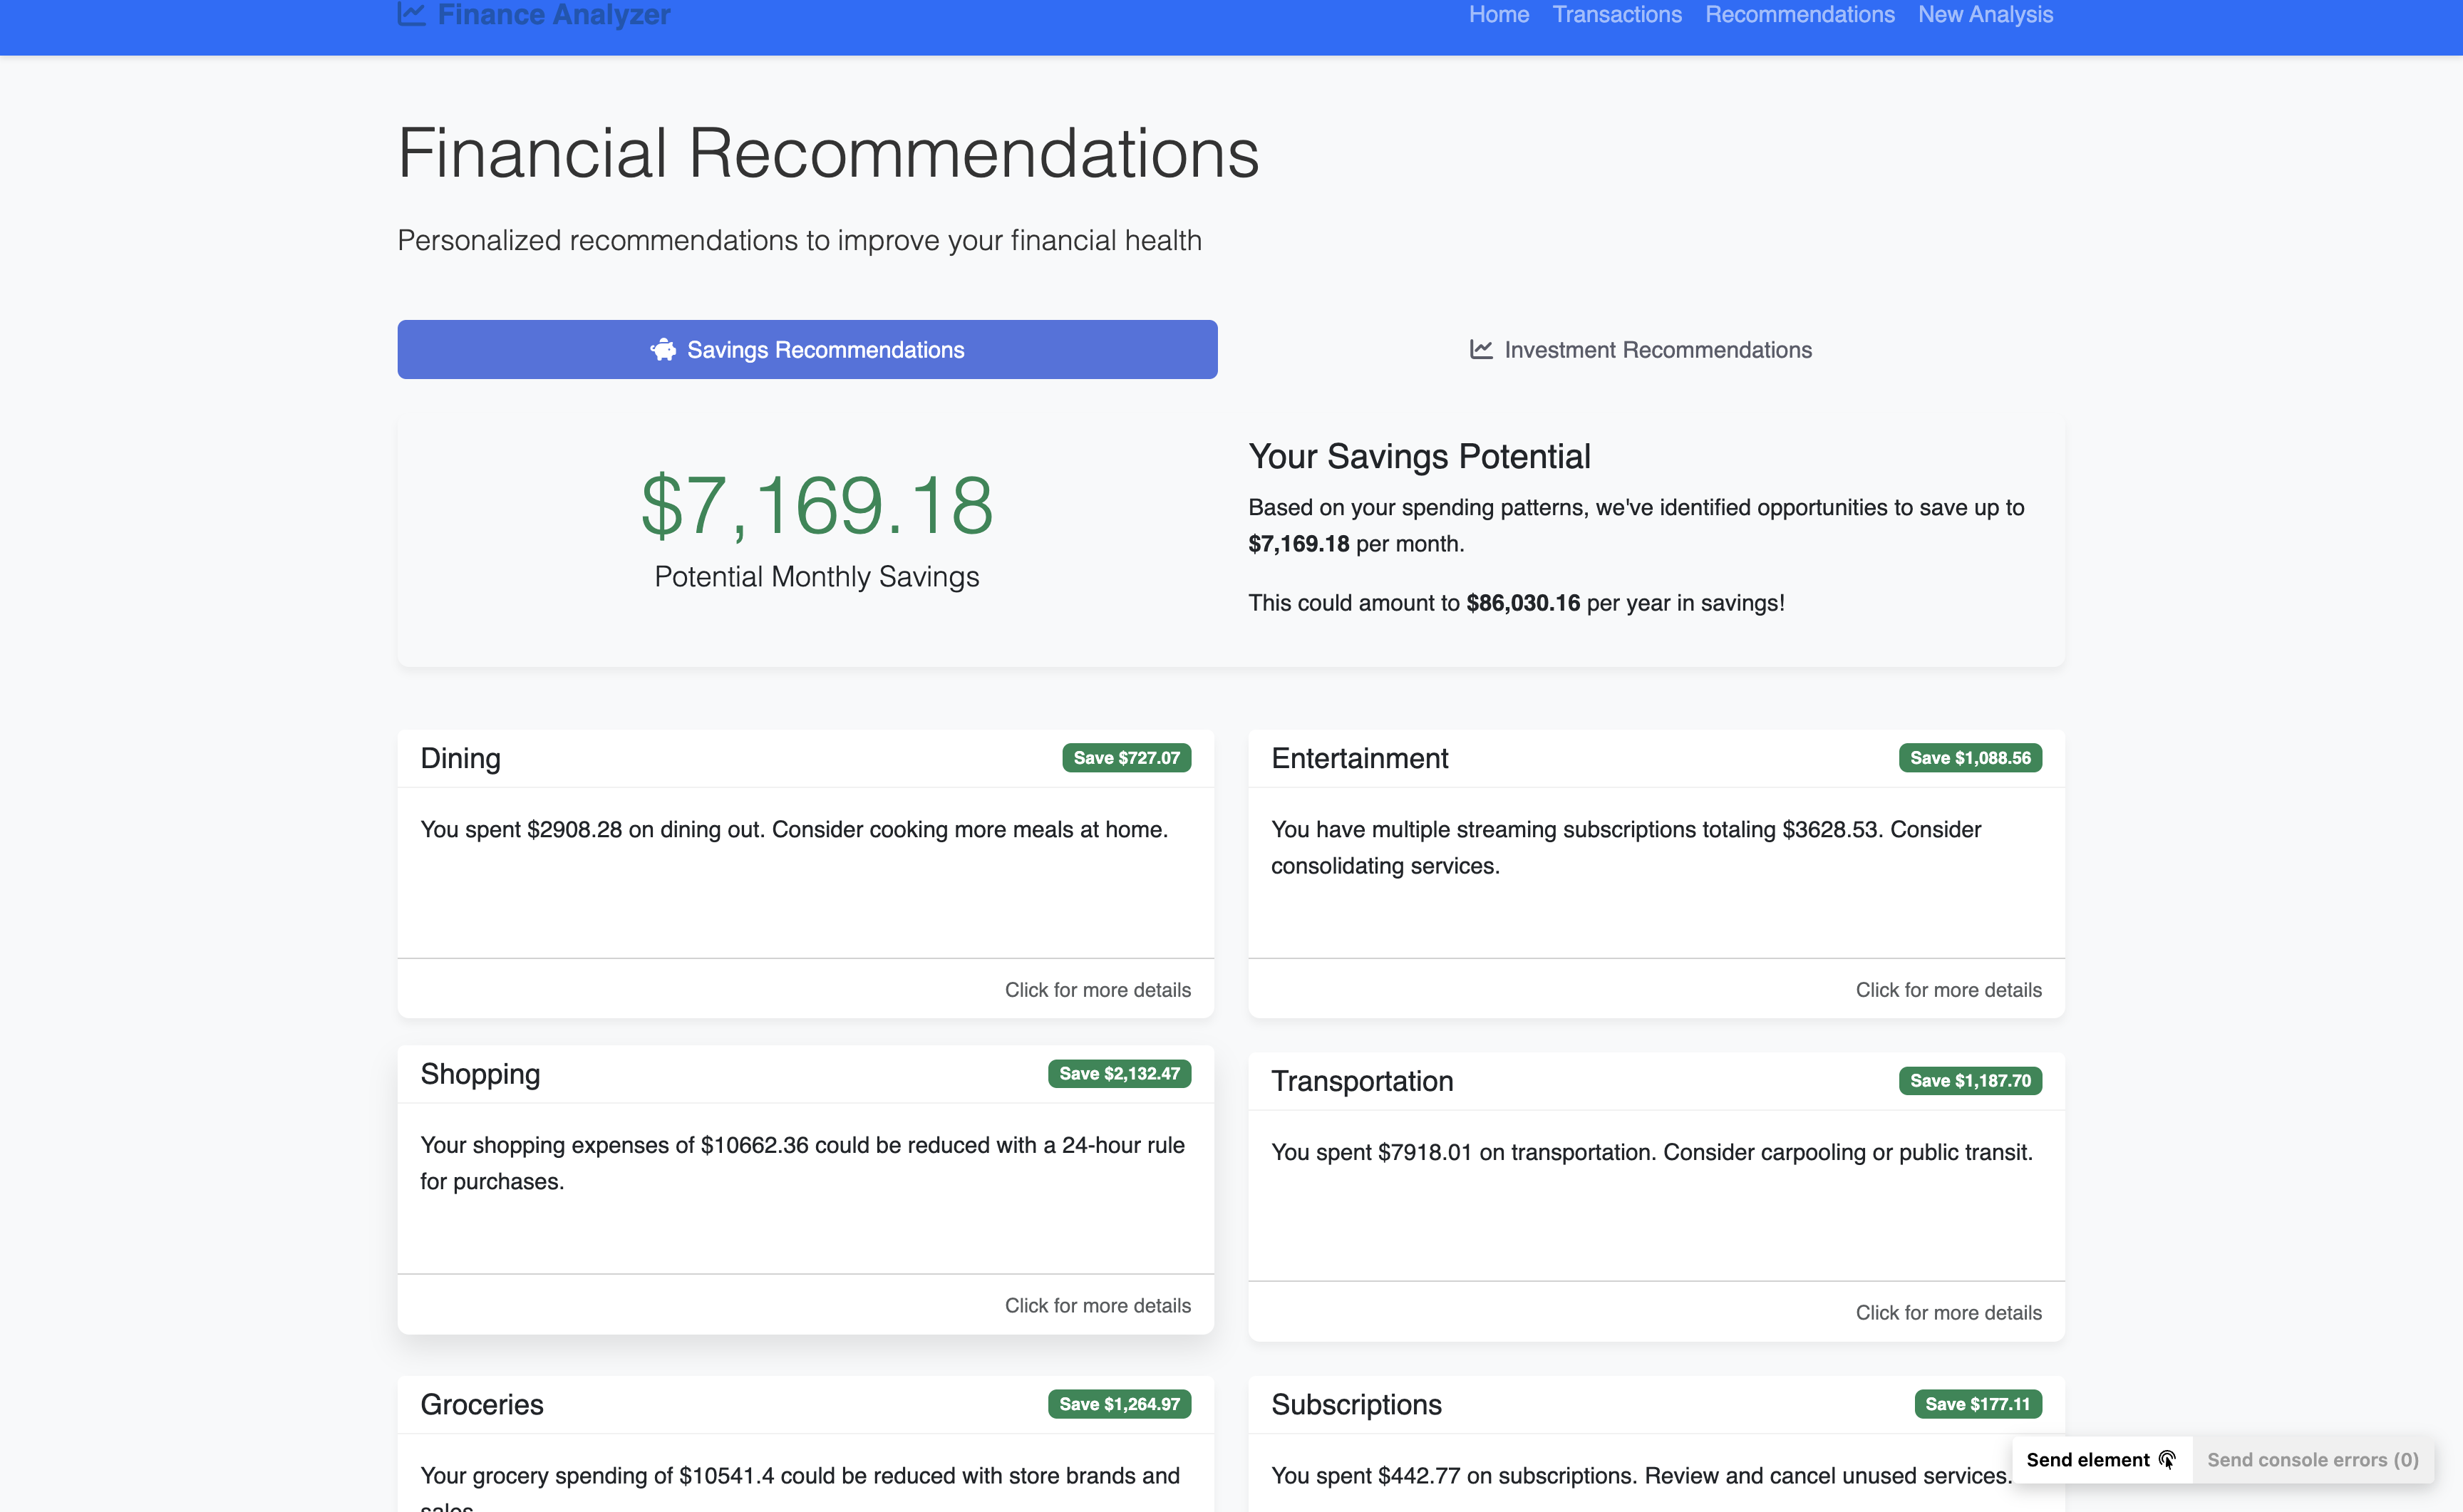 Finance Analyzer
Home Transactions Recommendations New Analysis
Financial Recommendations
Personalized recommendations to improve your financial health
Savings Recommendations
Investment Recommendations
$7,169.18
Potential Monthly Savings
Your Savings Potential
Based on your spending patterns, we've identified opportunities to save up to
$7,169.18 per month.
This could amount to $86,030.16 per year in savings!
Dining
Save $727.07
You spent $2908.28 on dining out. Consider cooking more meals at home.
Click for more details
Entertainment
Save $1,088.56
You have multiple streaming subscriptions totaling $3628.53. Consider
consolidating services.
Click for more details
Shopping
Save $2,132.47
Your shopping expenses of $10662.36 could be reduced with a 24-hour rule
for purchases.
Click for more details
Transportation
Save $1,187.70
You spent $7918.01 on transportation. Consider carpooling or public transit.
Click for more details
Groceries
Save $1,264.97
Your grocery spending of $10541.4 could be reduced with store brands and
sales.
Subscriptions
Save $177.11
You spent $442.77 on subscriptions. Review and cancel unused services.
Send element
Send console errors (0)